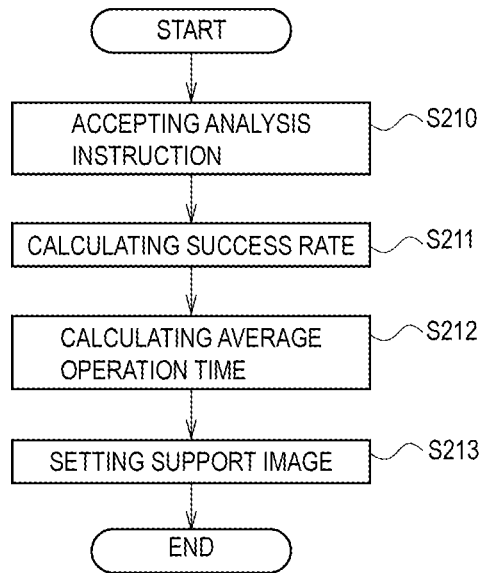 START
ACCEPTING ANALYSIS
INSTRUCTION
S210
CALCULATING SUCCESS RATE
S211
CALCULATING AVERAGE
OPERATION TIME
S212
SETTING SUPPORT IMAGE
S213
END